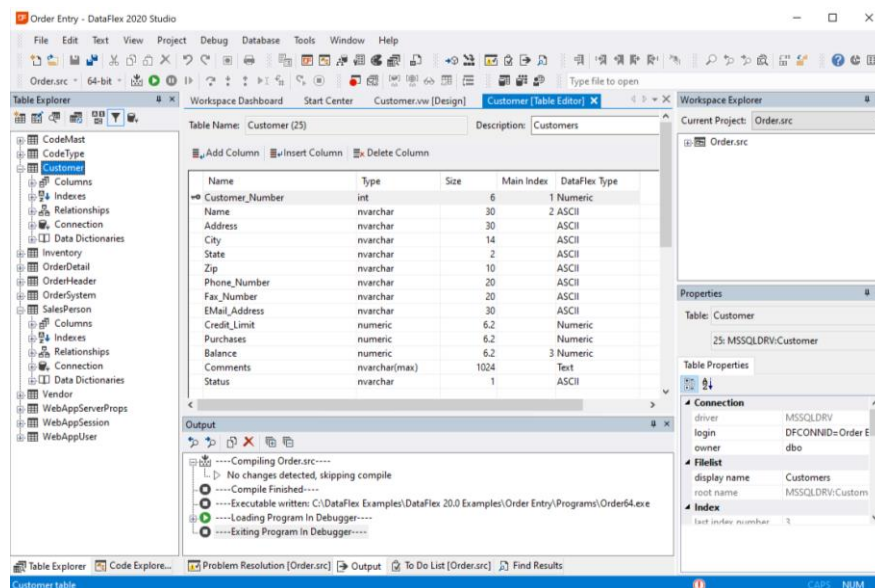 Order Entry - DataFlex 2020 Studio
File Edit Text View Project Debug Database Tools Window Help
Order.src 64-bit Type file to open
Table Explorer
CodeMast
CodeType
Customer
Columns
Indexes
Relationships
Connection
Data Dictionaries
Inventory
OrderDetail
OrderHeader
OrderSystem
SalesPerson
Columns
Indexes
Relationships
Connection
Data Dictionaries
Vendor
WebAppServerProps
WebAppSession
WebAppUser
Table Explorer Code Explore...
Workspace Dashboard Start Center Customer.vw [Design] Customer [Table Editor]
Table Name: Customer (25) Description: Customers
Add Column Insert Column Delete Column
Name Type Size Main Index DataFlex Type
Customer_Number int 6 1 Numeric
Name nvarchar 30 2 ASCII
Address nvarchar 30 ASCII
City nvarchar 14 ASCII
State nvarchar 2 ASCII
Zip nvarchar 10 ASCII
Phone_Number nvarchar 20 ASCII
Fax_Number nvarchar 20 ASCII
EMail_Address nvarchar 30 ASCII
Credit_Limit numeric 6.2 Numeric
Purchases numeric 6.2 Numeric
Balance numeric 6.2 3 Numeric
Comments nvarchar(max) 1024 Text
Status nvarchar 1 ASCII
Output
----Compiling Order.src----
No changes detected, skipping compile
----Compile Finished----
----Executable written: C:\DataFlex Examples\DataFlex 20.0 Examples\Order Entry\Programs\Order64.exe
----Loading Program In Debugger----
----Exiting Program In Debugger----
Problem Resolution [Order.src] Output To Do List [Order.src] Find Results
Workspace Explorer
Current Project: Order.src
Order.src
Properties
Table: Customer
25: MSSQLDRV:Customer
Table Properties
Connection
driver MSSQLDRV
login DFCONNID=Order E
owner dbo
Filelist
display name Customers
root name MSSQLDRV:Custom
Index
last index number 3
Customer table CAPS NUM